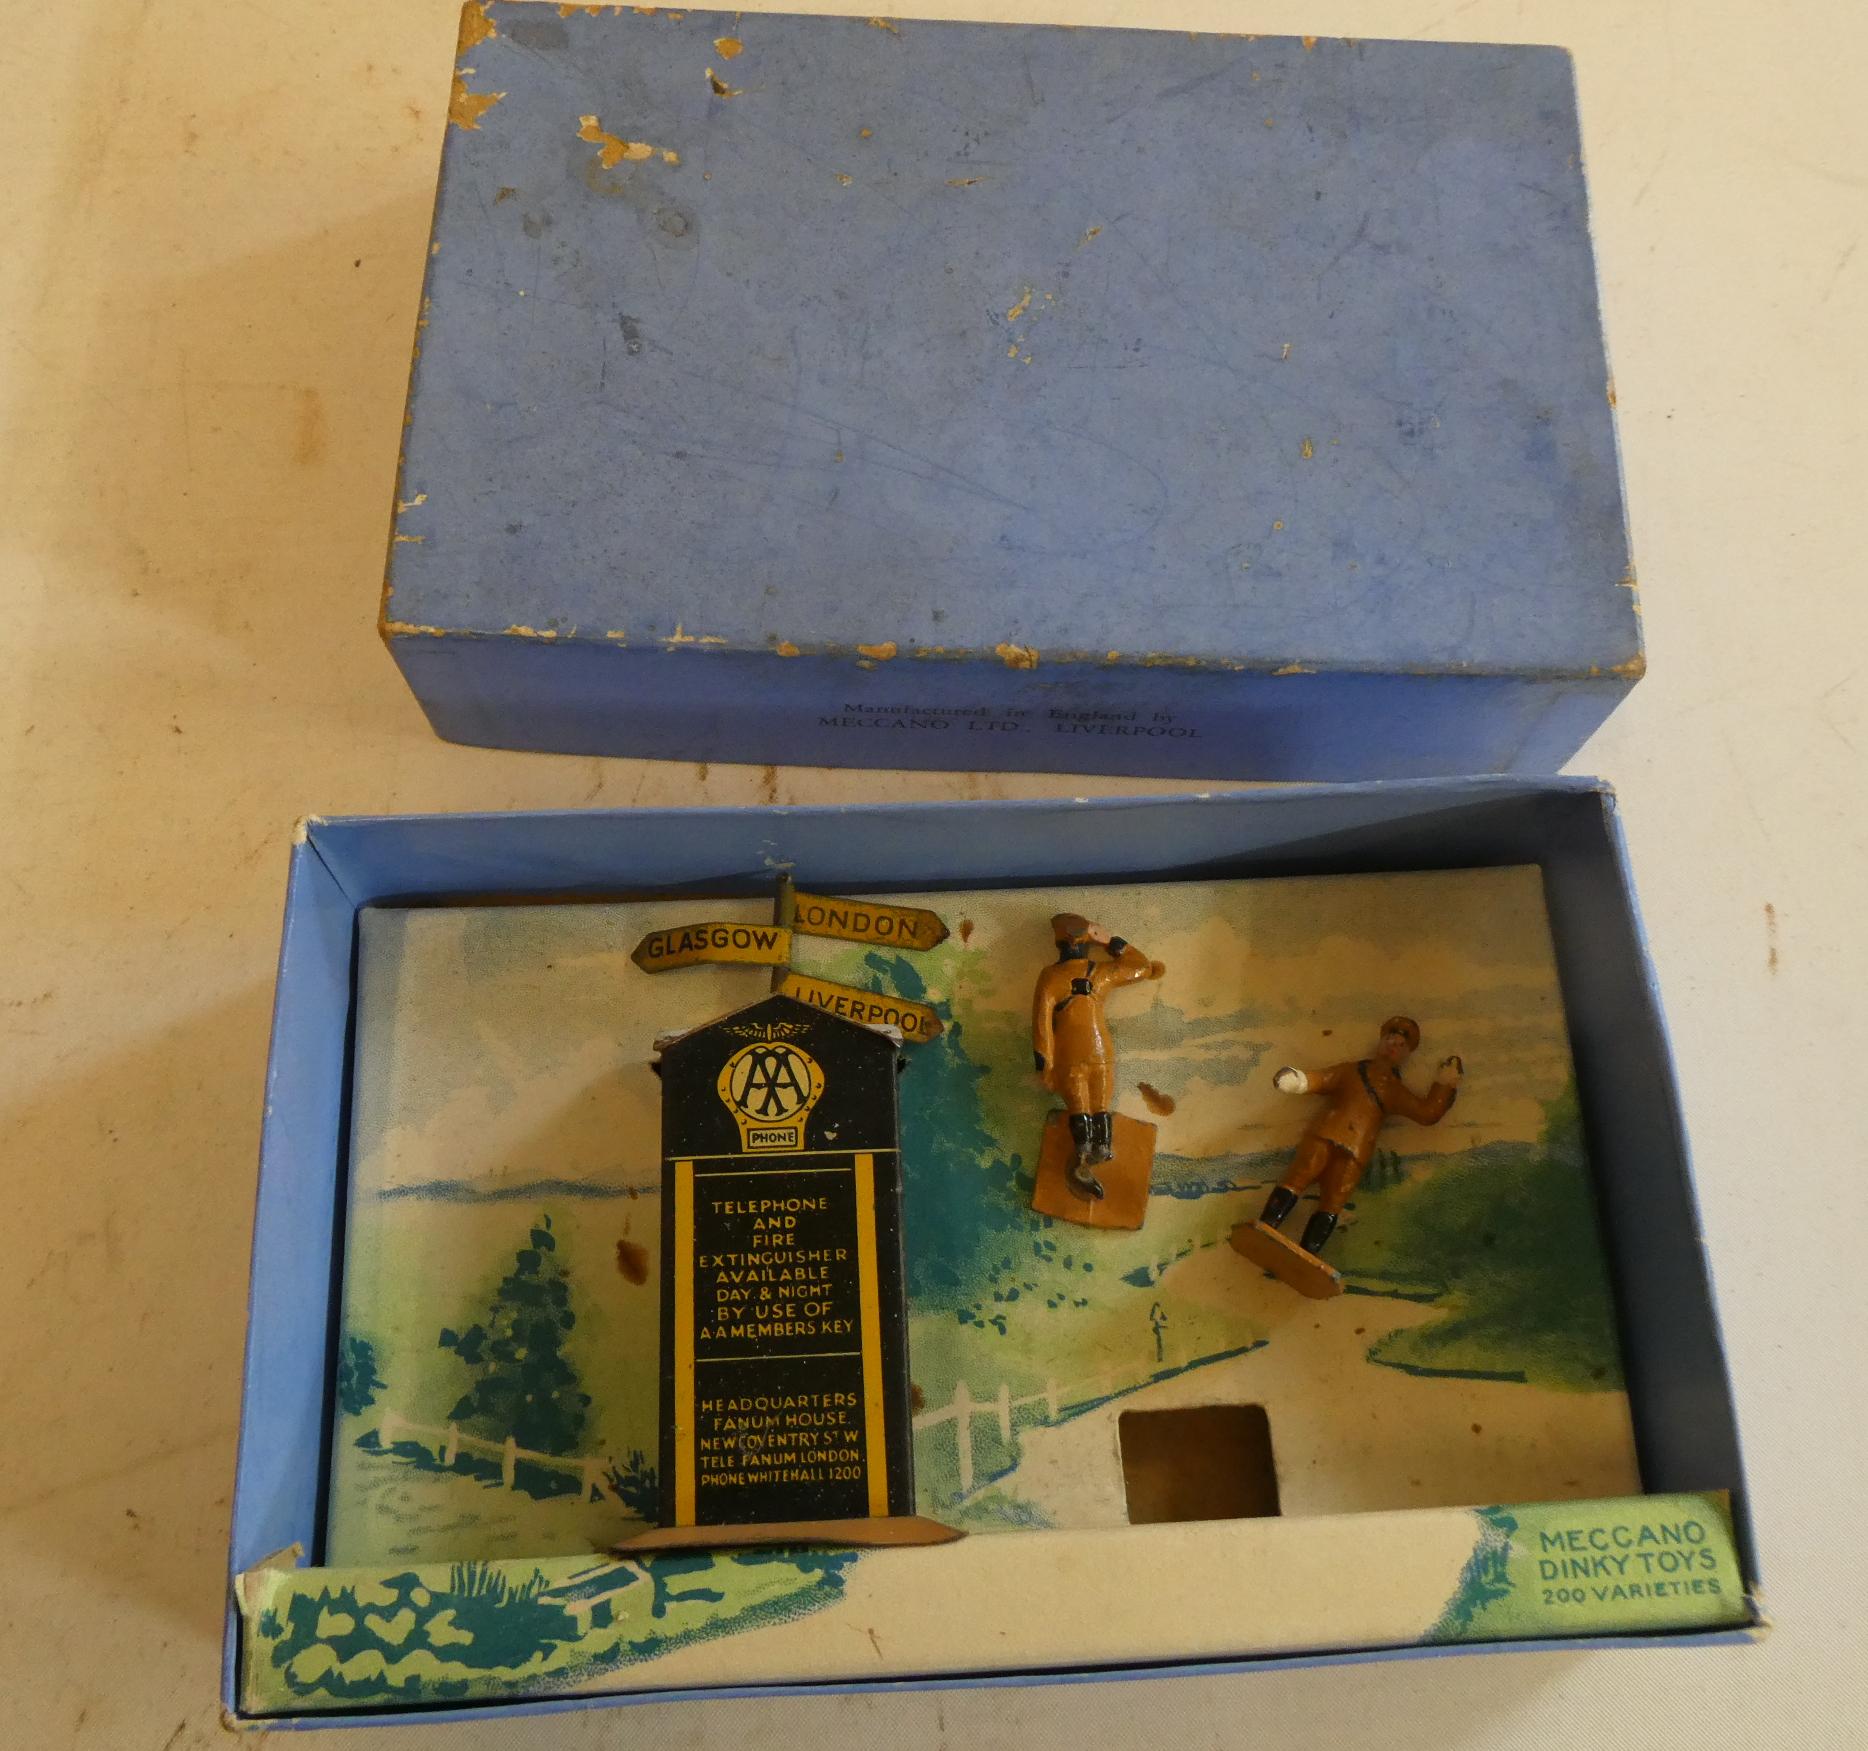 Manufactured in England by
MECCANO LTD. LIVERPOOL
LONDON
GLASGOW
LIVERPOOL
AA
PHONE
TELEPHONE
AND
FIRE
EXTINGUISHER
AVAILABLE
DAY & NIGHT
BY USE OF
A A MEMBERS KEY
HEADQUARTERS
FANUM HOUSE.
NEW COVENTRY ST W
TELE FANUM LONDON.
PHONE WHITEHALL 1200
MECCANO
DINKY TOYS
200 VARIETIES